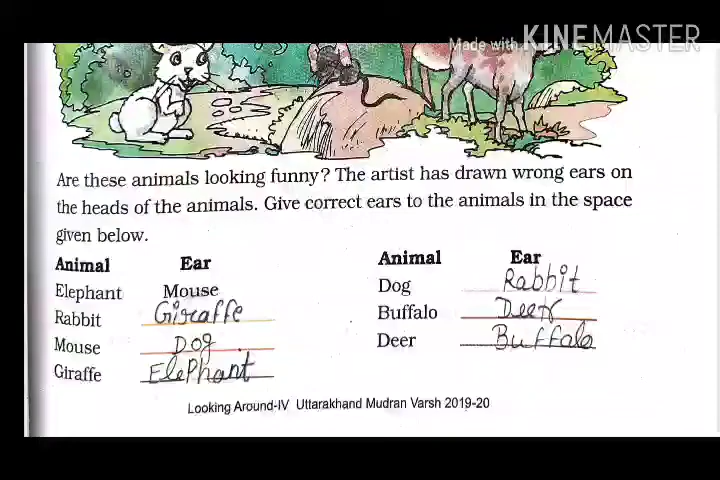 Made with KINEMASTER
Are these animals looking funny? The artist has drawn wrong ears on
the heads of the animals. Give correct ears to the animals in the space
given below.
Animal Ear Animal Ear
Elephant Mouse Dog Rabbit
Rabbit Giraffe Buffalo Deer
Mouse Dog Deer Buffalo
Giraffe Elephant
Looking Around-IV Uttarakhand Mudran Varsh 2019-20